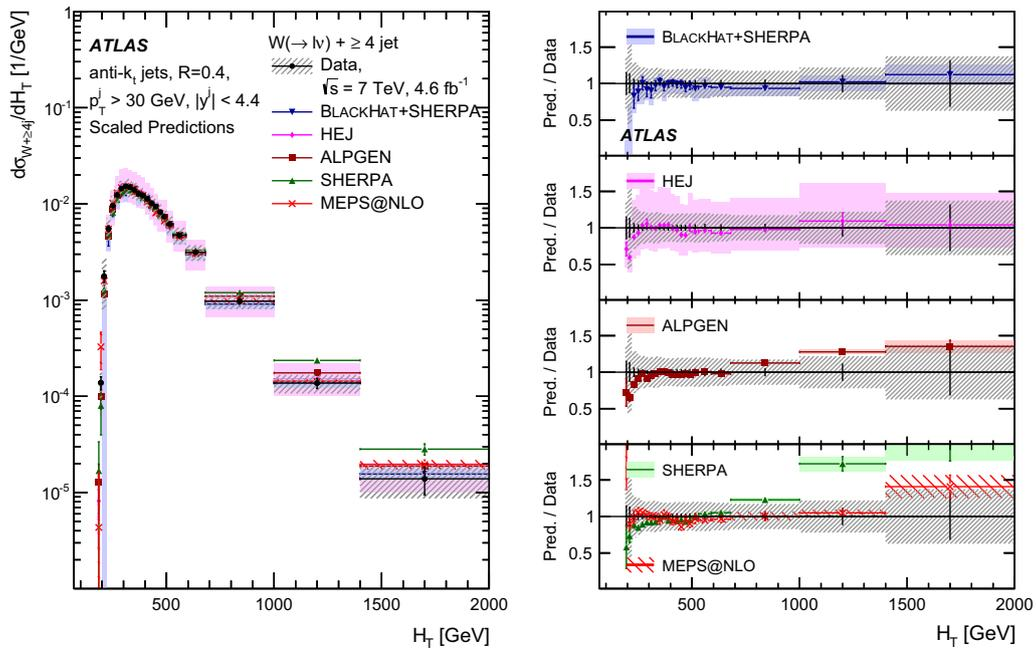 dσ_{W+≥4j}/dH_T [1/GeV]
1
10⁻¹
10⁻²
10⁻³
10⁻⁴
10⁻⁵
ATLAS
anti-k_t jets, R=0.4,
p_T^j > 30 GeV, |y^j| < 4.4
Scaled Predictions
W(→ lν) + ≥ 4 jet
Data,
√s = 7 TeV, 4.6 fb⁻¹
BLACKHAT+SHERPA
HEJ
ALPGEN
SHERPA
MEPS@NLO
500 1000 1500 2000
H_T [GeV]
Pred. / Data
1.5
1
0.5
BLACKHAT+SHERPA
ATLAS
Pred. / Data
1.5
1
0.5
HEJ
Pred. / Data
1.5
1
0.5
ALPGEN
Pred. / Data
1.5
1
0.5
SHERPA
MEPS@NLO
500 1000 1500 2000
H_T [GeV]